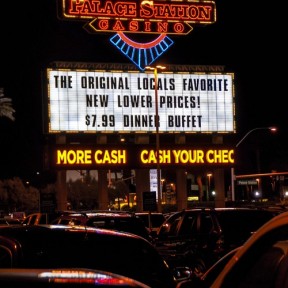 PALACE STATION
CASINO
THE ORIGINAL LOCALS FAVORITE
NEW LOWER PRICES!
$7.99 DINNER BUFFET
MORE CASH CASH YOUR CHEC